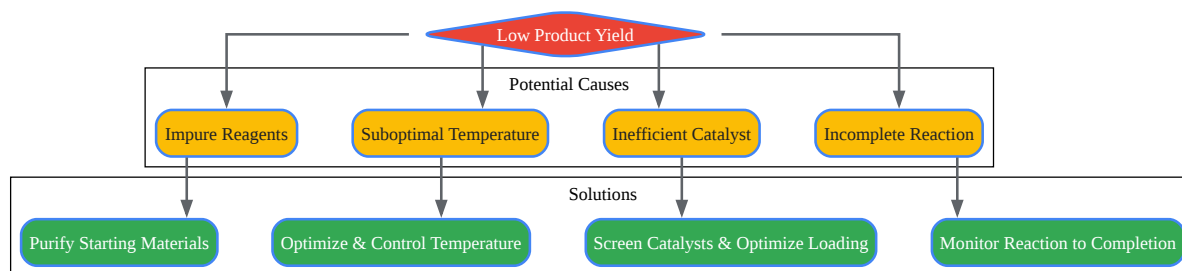 Low Product Yield
Potential Causes
Impure Reagents
Suboptimal Temperature
Inefficient Catalyst
Incomplete Reaction
Solutions
Purify Starting Materials
Optimize & Control Temperature
Screen Catalysts & Optimize Loading
Monitor Reaction to Completion